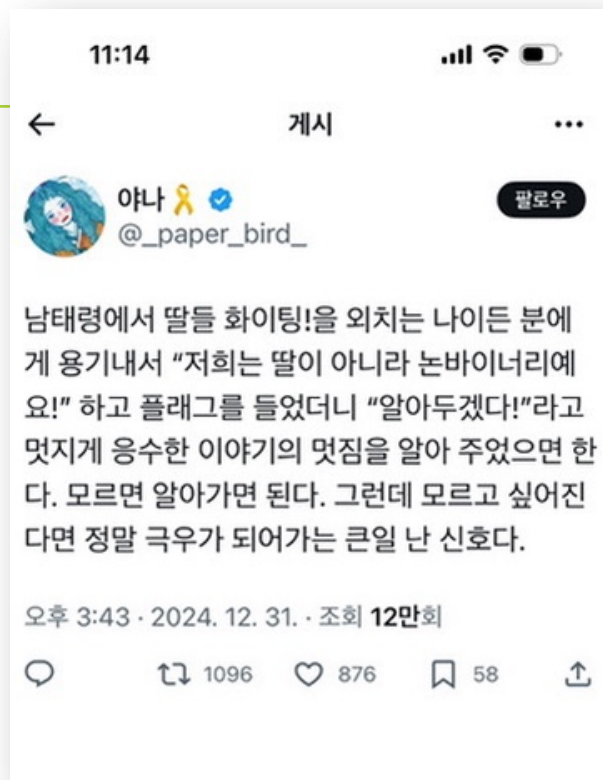 11:14
게시
야나🎗
팔로우
@_paper_bird_
남태령에서 딸들 화이팅!을 외치는 나이든 분에
게 용기내서 “저희는 딸이 아니라 논바이너리예
요!” 하고 플래그를 들었더니 “알아두겠다!”라고
멋지게 응수한 이야기의 멋짐을 알아 주었으면 한
다. 모르면 알아가면 된다. 그런데 모르고 싶어진
다면 정말 극우가 되어가는 큰일 난 신호다.
오후 3:43 · 2024. 12. 31. · 조회 12만회
1096 876 58